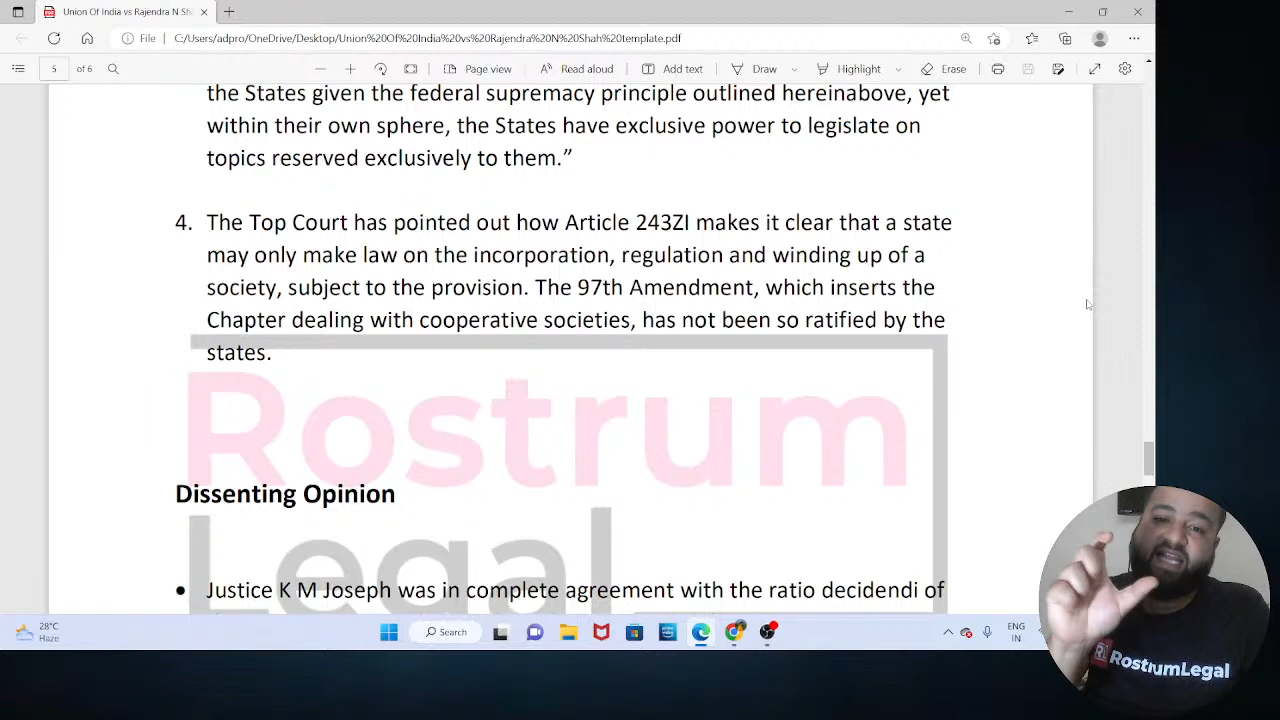 Union Of India vs Rajendra N Sha
File
C:/Users/adpro/OneDrive/Desktop/Union%20Of%20India%20vs%20Rajendra%20N%20Shah%20template.pdf
5 of 6
Page view
Read aloud
Add text
Draw
Highlight
Erase
the States given the federal supremacy principle outlined hereinabove, yet
within their own sphere, the States have exclusive power to legislate on
topics reserved exclusively to them.”
4. The Top Court has pointed out how Article 243ZI makes it clear that a state
may only make law on the incorporation, regulation and winding up of a
society, subject to the provision. The 97th Amendment, which inserts the
Chapter dealing with cooperative societies, has not been so ratified by the
states.
Rostrum
Legal
Dissenting Opinion
• Justice K M Joseph was in complete agreement with the ratio decidendi of
28°C
Haze
Search
ENG
IN
RostrumLegal